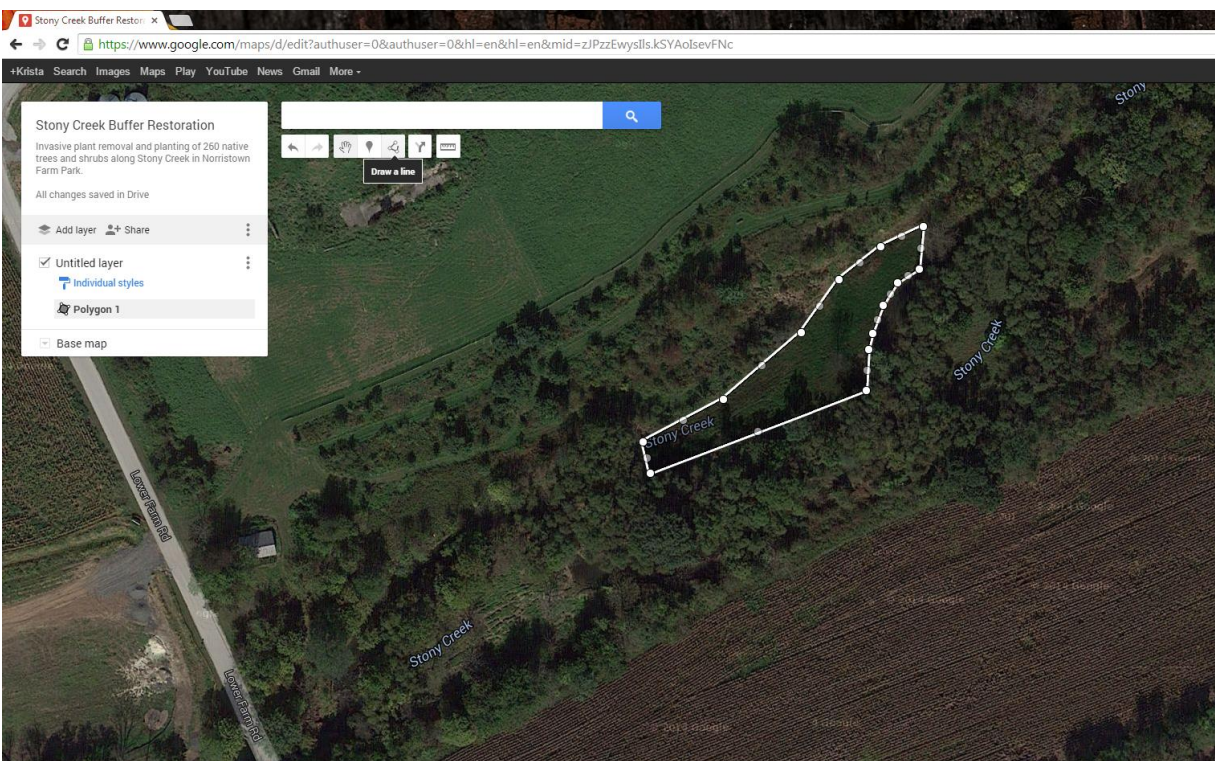 Stony Creek Buffer Restor
https://www.google.com/maps/d/edit?authuser=0&authuser=0&hl=en&hl=en&mid=zJPzzEwysIls.kSYAoIsevFNc
+Krista Search Images Maps Play YouTube News Gmail More
Stony Creek Buffer Restoration
Invasive plant removal and planting of 260 native
trees and shrubs along Stony Creek in Norristown
Farm Park.
All changes saved in Drive
Add layer Share
Untitled layer
Individual styles
Polygon 1
Base map
Draw a line
Stony
Stony Creek
Stony Creek
Lower Farm Rd
Stony Creek
Lower Farm Rd